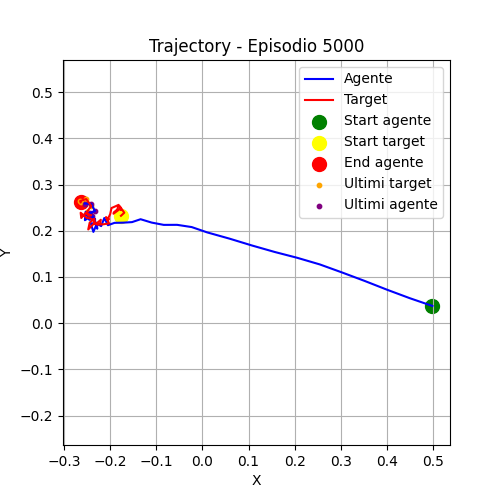 Trajectory - Episodio 5000
Agente
Target
Start agente
Start target
End agente
Ultimi target
Ultimi agente
0.5
0.4
0.3
0.2
0.1
0.0
−0.1
−0.2
Y
−0.3 −0.2 −0.1 0.0 0.1 0.2 0.3 0.4 0.5
X